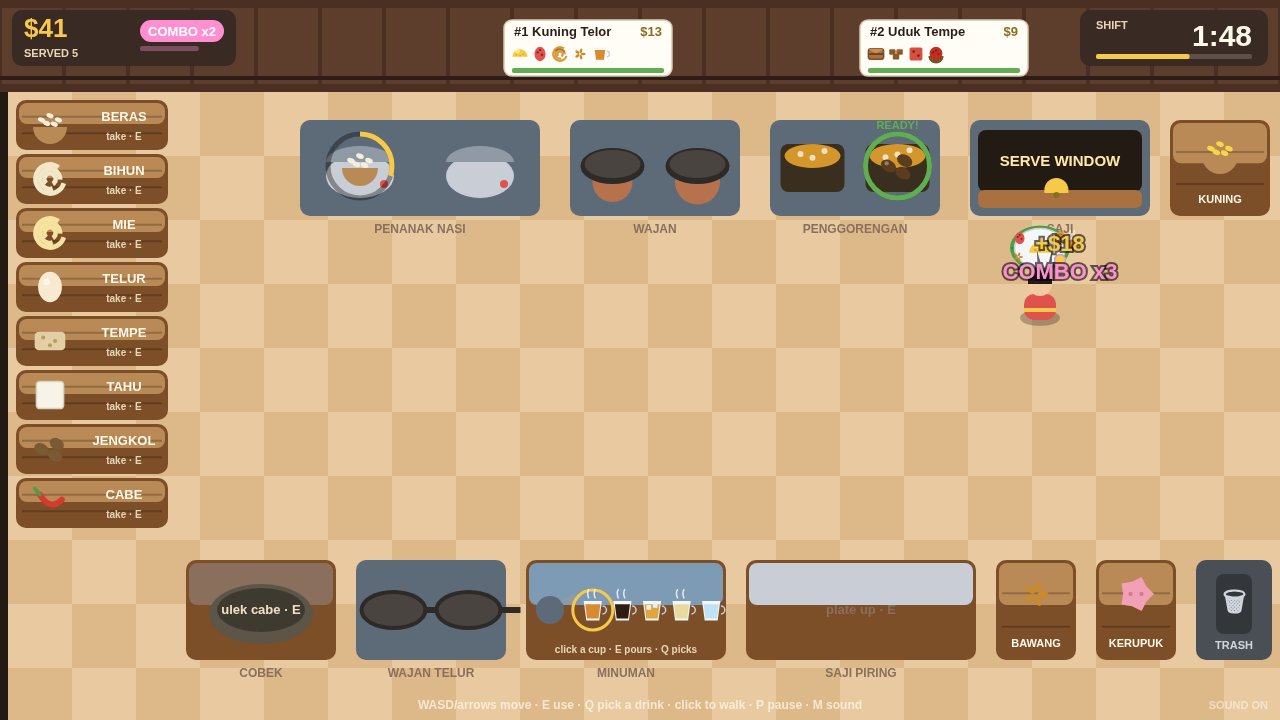 $41
COMBO x2
SERVED 5
#1 Kuning Telor $13
#2 Uduk Tempe $9
SHIFT
1:48
BERAS
take · E
BIHUN
take · E
MIE
take · E
TELUR
take · E
TEMPE
take · E
TAHU
take · E
JENGKOL
take · E
CABE
take · E
READY!
SERVE WINDOW
KUNING
PENANAK NASI
WAJAN
PENGGORENGAN
SAJI
+$18
COMBO x3
ulek cabe · E
plate up · E
click a cup · E pours · Q picks
BAWANG
KERUPUK
TRASH
COBEK
WAJAN TELUR
MINUMAN
SAJI PIRING
WASD/arrows move · E use · Q pick a drink · click to walk · P pause · M sound
SOUND ON